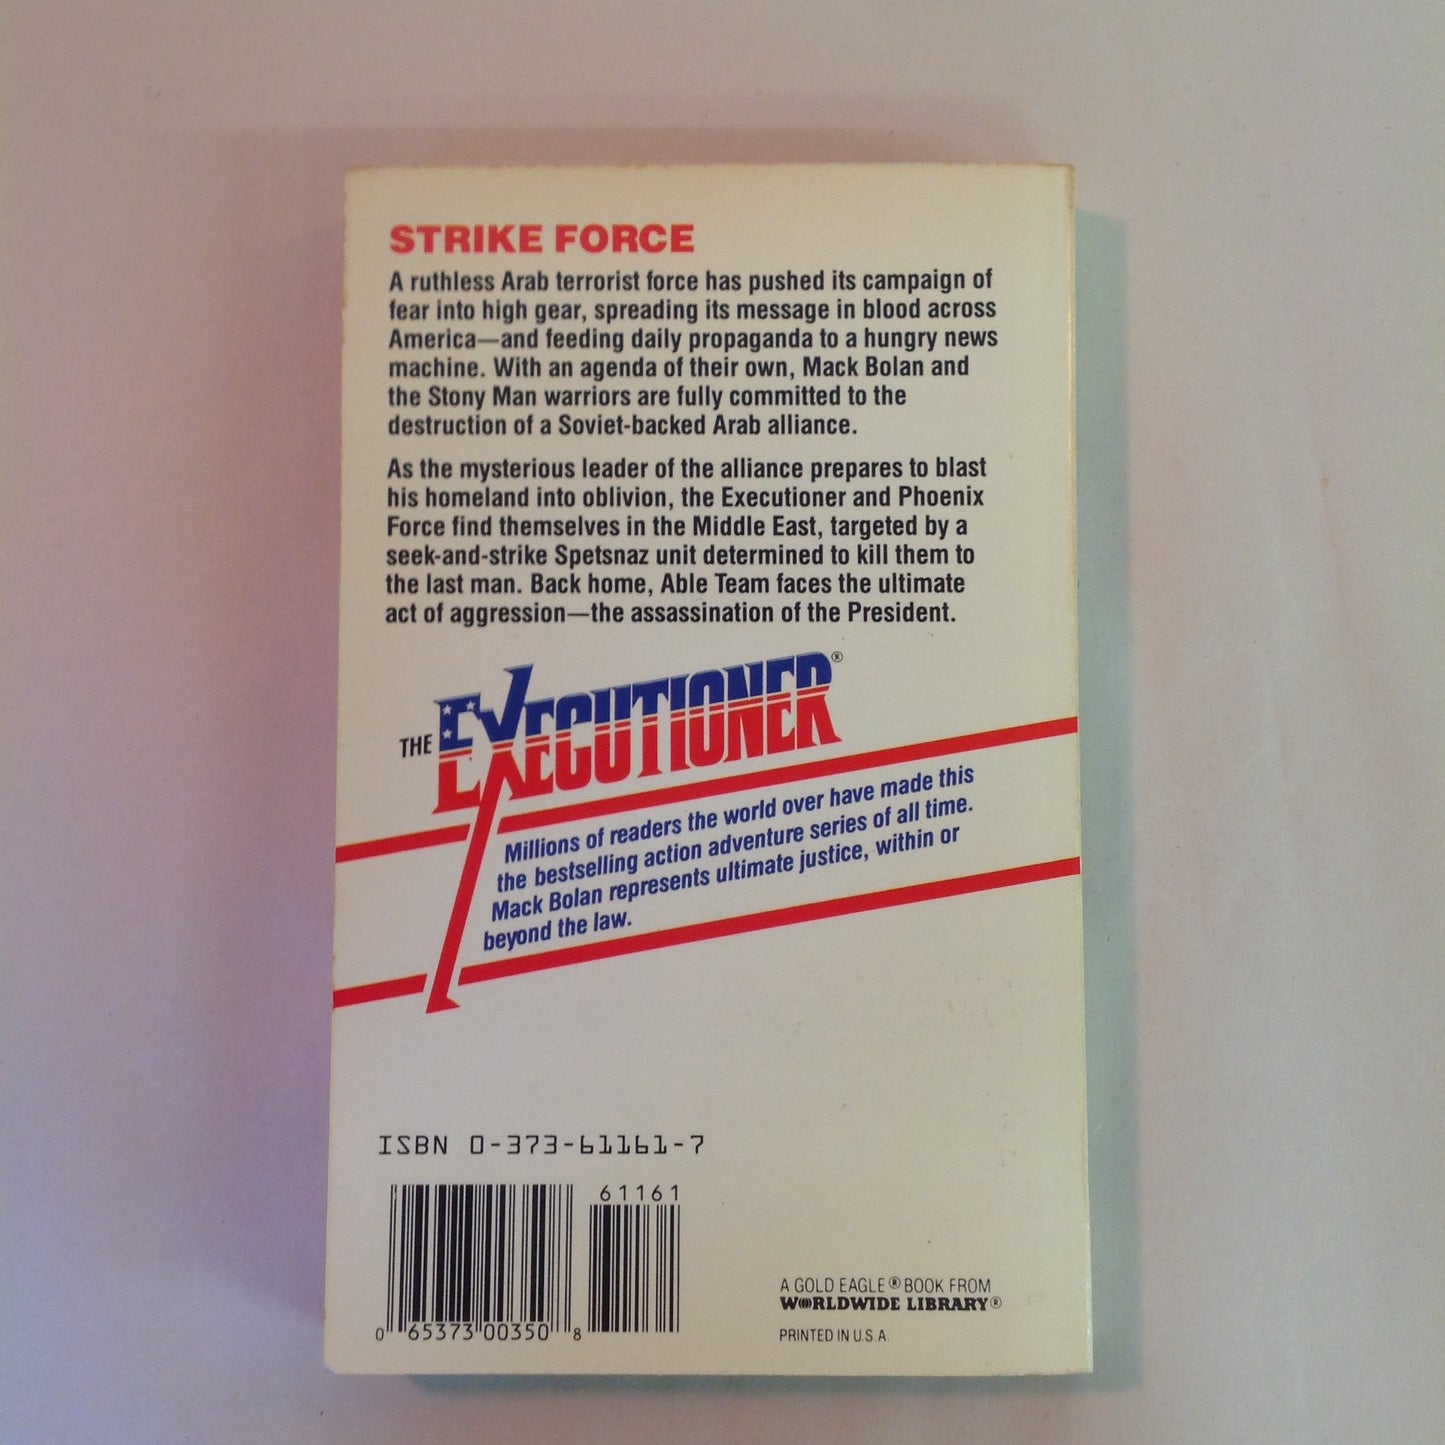 STRIKE FORCE
A ruthless Arab terrorist force has pushed its campaign of
fear into high gear, spreading its message in blood across
America—and feeding daily propaganda to a hungry news
machine. With an agenda of their own, Mack Bolan and
the Stony Man warriors are fully committed to the
destruction of a Soviet-backed Arab alliance.
As the mysterious leader of the alliance prepares to blast
his homeland into oblivion, the Executioner and Phoenix
Force find themselves in the Middle East, targeted by a
seek-and-strike Spetsnaz unit determined to kill them to
the last man. Back home, Able Team faces the ultimate
act of aggression—the assassination of the President.
THE EXECUTIONER®
Millions of readers the world over have made this
the bestselling action adventure series of all time.
Mack Bolan represents ultimate justice, within or
beyond the law.
ISBN 0-373-61161-7
61161
0 65373 00350 8
A GOLD EAGLE® BOOK FROM
WORLDWIDE LIBRARY®
PRINTED IN U.S.A.